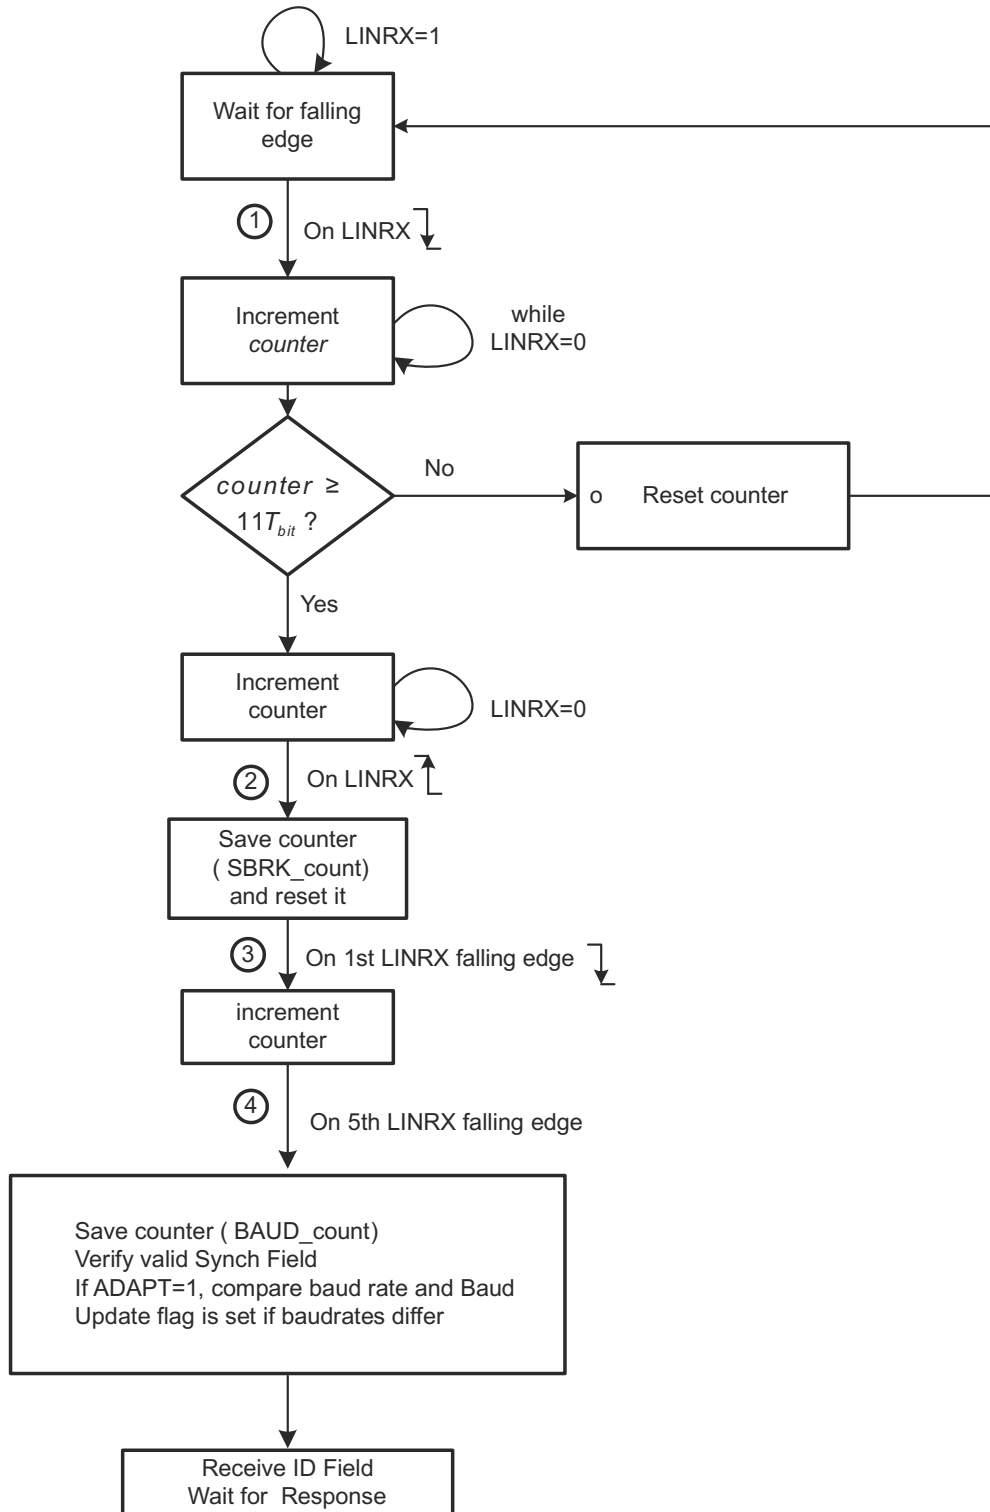 LINRX=1
Wait for falling
edge
1
On LINRX
Increment
counter
while
LINRX=0
counter ≥
11Tbit ?
No
o Reset counter
Yes
Increment
counter
LINRX=0
2
On LINRX
Save counter
( SBRK_count)
and reset it
3
On 1st LINRX falling edge
increment
counter
4
On 5th LINRX falling edge
Save counter ( BAUD_count)
Verify valid Synch Field
If ADAPT=1, compare baud rate and Baud
Update flag is set if baudrates differ
Receive ID Field
Wait for Response